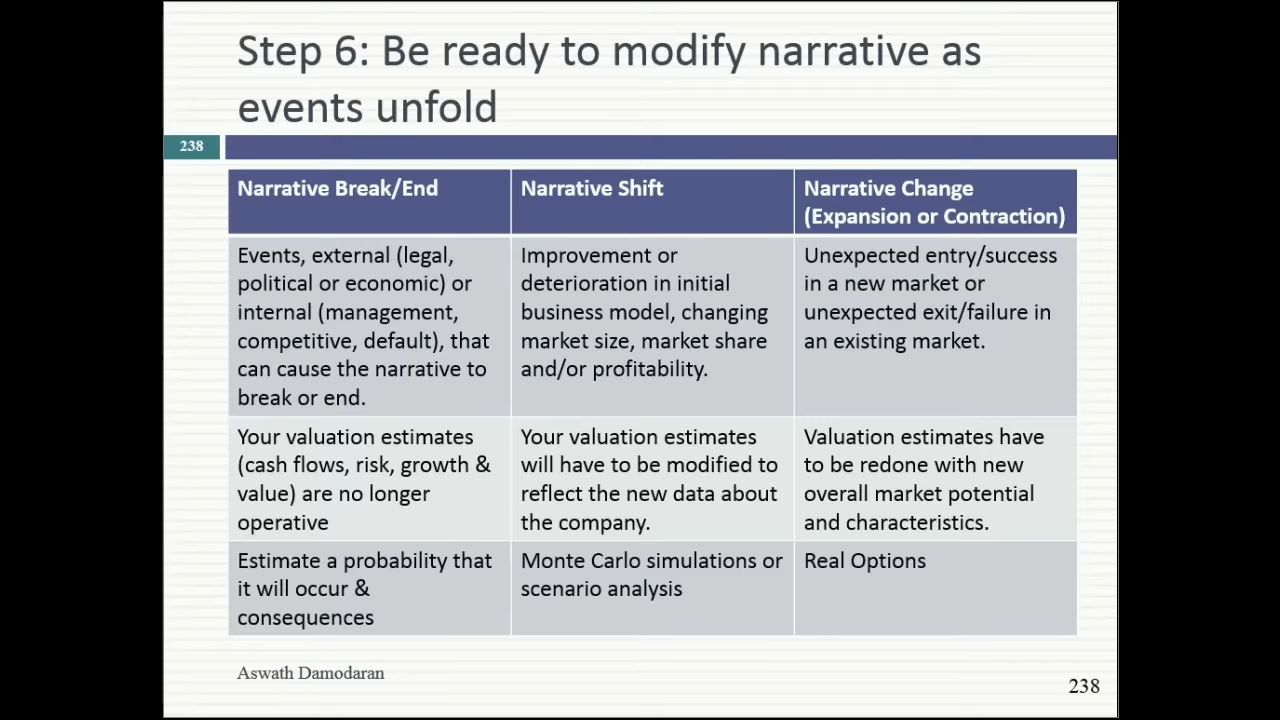 Step 6: Be ready to modify narrative as
events unfold
238
Narrative Break/End
Narrative Shift
Narrative Change
(Expansion or Contraction)
Events, external (legal,
political or economic) or
internal (management,
competitive, default), that
can cause the narrative to
break or end.
Improvement or
deterioration in initial
business model, changing
market size, market share
and/or profitability.
Unexpected entry/success
in a new market or
unexpected exit/failure in
an existing market.
Your valuation estimates
(cash flows, risk, growth &
value) are no longer
operative
Your valuation estimates
will have to be modified to
reflect the new data about
the company.
Valuation estimates have
to be redone with new
overall market potential
and characteristics.
Estimate a probability that
it will occur &
consequences
Monte Carlo simulations or
scenario analysis
Real Options
Aswath Damodaran
238